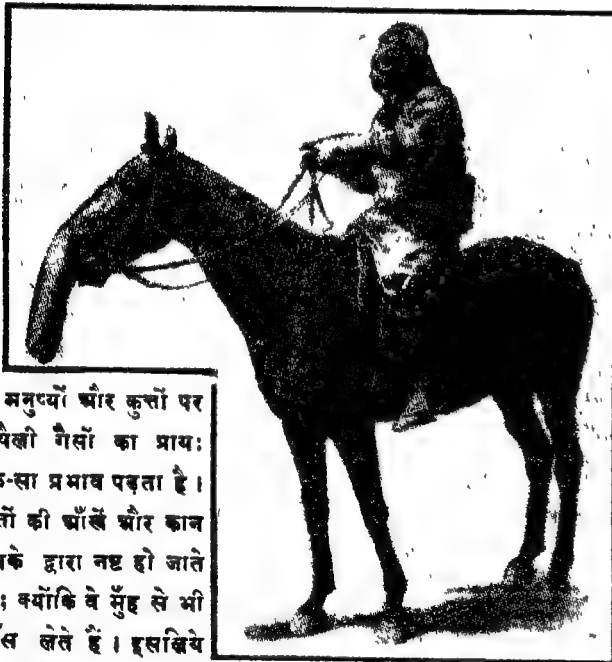 मनुष्यों और कुत्तों पर
गैसों का प्रायः
प्रभाव पड़ता है ।
की आँखें और कान
द्वारा नष्ट हो जाते
; क्योंकि वे मुँह से भी
लेते हैं । इसलिये